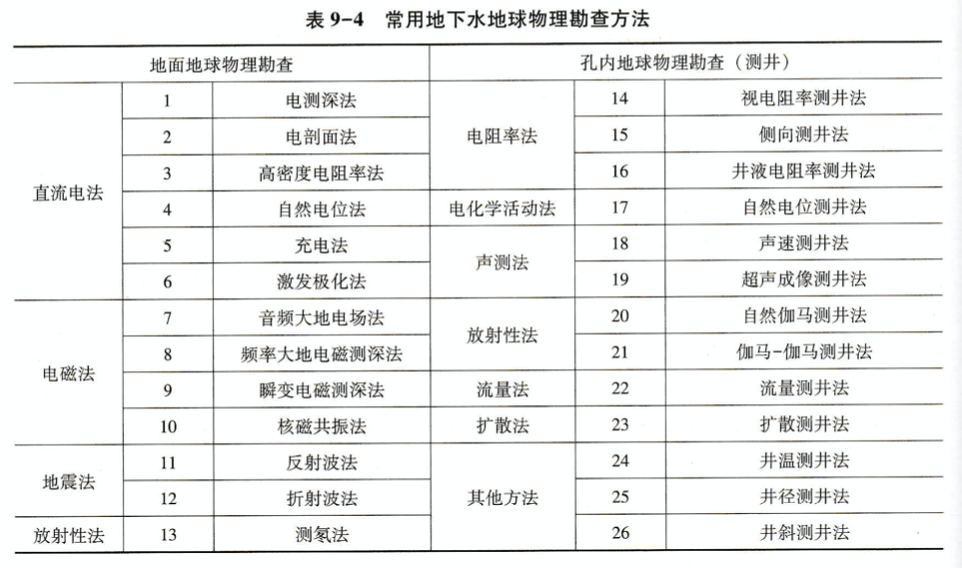 表 9-4 常用地下水地球物理勘查方法
地面地球物理勘查 孔内地球物理勘查（测井）
直流电法 1 电测深法 电阻率法 14 视电阻率测井法
2 电剖面法 15 侧向测井法
3 高密度电阻率法 16 井液电阻率测井法
4 自然电位法 电化学活动法 17 自然电位测井法
5 充电法 声测法 18 声速测井法
6 激发极化法 19 超声成像测井法
电磁法 7 音频大地电场法 放射性法 20 自然伽马测井法
8 频率大地电磁测深法 21 伽马-伽马测井法
9 瞬变电磁测深法 流量法 22 流量测井法
10 核磁共振法 扩散法 23 扩散测井法
地震法 11 反射波法 其他方法 24 井温测井法
12 折射波法 25 井径测井法
放射性法 13 测氡法 26 井斜测井法